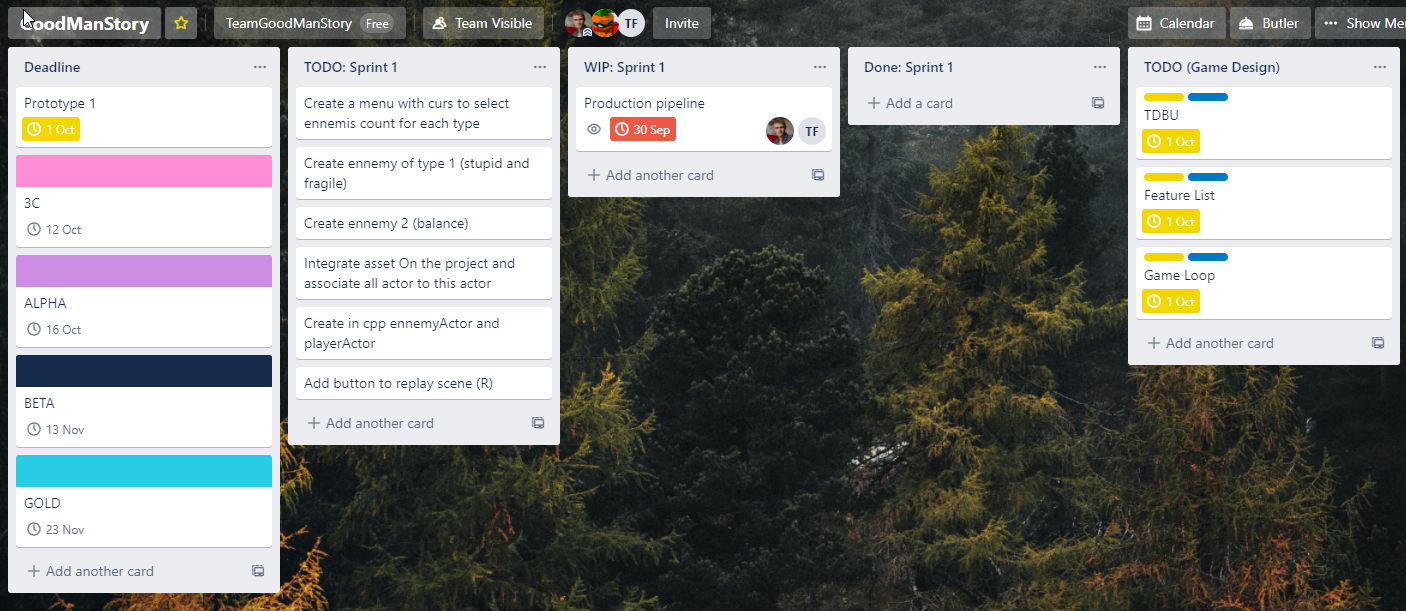 GoodManStory
TeamGoodManStory Free
Team Visible
TF
Invite
Calendar
Butler
Show Me
Deadline
Prototype 1
1 Oct
3C
12 Oct
ALPHA
16 Oct
BETA
13 Nov
GOLD
23 Nov
Add another card
TODO: Sprint 1
Create a menu with curs to select
ennemis count for each type
Create ennemy of type 1 (stupid and
fragile)
Create ennemy 2 (balance)
Integrate asset On the project and
associate all actor to this actor
Create in cpp ennemyActor and
playerActor
Add button to replay scene (R)
Add another card
WIP: Sprint 1
Production pipeline
30 Sep
TF
Add another card
Done: Sprint 1
Add a card
TODO (Game Design)
TDBU
1 Oct
Feature List
1 Oct
Game Loop
1 Oct
Add another card